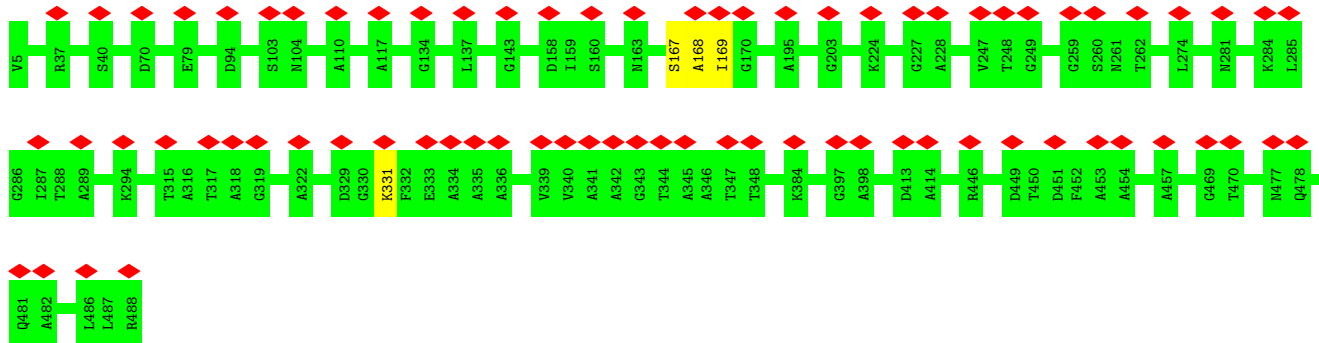 V5 R37 S40 D70 E79 D94 S103 N104 A110 A117 G134 L137 G143 D158 I159 S160 N163 S167 A168 I169 G170 A195 G203 K224 G227 A228 V247 T248 G249 G259 S260 N261 T262 L274 N281 K284 L285
G286 I287 T288 A289 K294 T315 A316 T317 A318 G319 A322 D329 G330 K331 F332 E333 A334 A335 A336 V339 V340 A341 A342 G343 T344 A345 A346 T347 T348 K384 G397 A398 D413 A414 R446 D449 T450 D451 F452 A453 A454 A457 G469 T470 N477 Q478
Q481 A482 L486 L487 R488